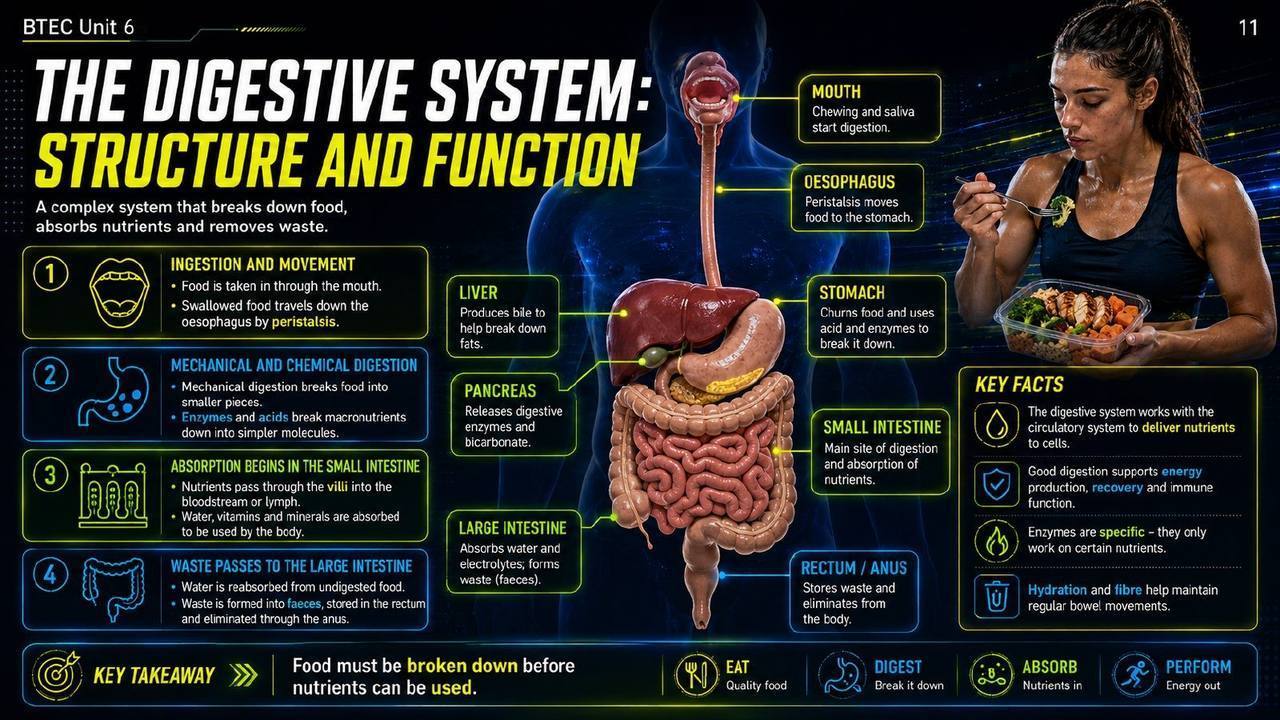 BTEC Unit 6
11
THE DIGESTIVE SYSTEM:
STRUCTURE AND FUNCTION
A complex system that breaks down food,
absorbs nutrients and removes waste.
1
INGESTION AND MOVEMENT
• Food is taken in through the mouth.
• Swallowed food travels down the
oesophagus by peristalsis.
2
MECHANICAL AND CHEMICAL DIGESTION
• Mechanical digestion breaks food into
smaller pieces.
• Enzymes and acids break macronutrients
down into simpler molecules.
3
ABSORPTION BEGINS IN THE SMALL INTESTINE
• Nutrients pass through the villi into the
bloodstream or lymph.
• Water, vitamins and minerals are absorbed
to be used by the body.
4
WASTE PASSES TO THE LARGE INTESTINE
• Water is reabsorbed from undigested food.
• Waste is formed into faeces, stored in the rectum
and eliminated through the anus.
LIVER
Produces bile to
help break down
fats.
PANCREAS
Releases digestive
enzymes and
bicarbonate.
LARGE INTESTINE
Absorbs water and
electrolytes; forms
waste (faeces).
MOUTH
Chewing and saliva
start digestion.
OESOPHAGUS
Peristalsis moves
food to the stomach.
STOMACH
Churns food and uses
acid and enzymes to
break it down.
SMALL INTESTINE
Main site of digestion
and absorption of
nutrients.
RECTUM / ANUS
Stores waste and
eliminates from
the body.
KEY FACTS
The digestive system works with the
circulatory system to deliver nutrients
to cells.
Good digestion supports energy
production, recovery and immune
function.
Enzymes are specific – they only
work on certain nutrients.
Hydration and fibre help maintain
regular bowel movements.
KEY TAKEAWAY
Food must be broken down before
nutrients can be used.
EAT
Quality food
DIGEST
Break it down
ABSORB
Nutrients in
PERFORM
Energy out